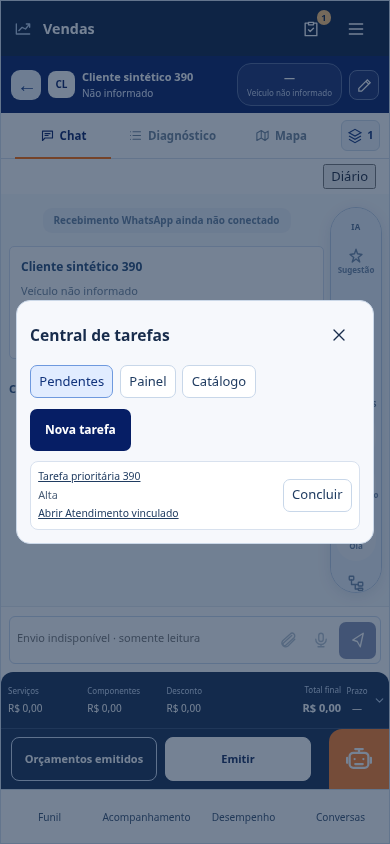 Vendas
1
←
CL
Cliente sintético 390
Não informado
—
Veículo não informado
Chat
Diagnóstico
Mapa
1
Diário
Recebimento WhatsApp ainda não conectado
IA
Sugestão
Cliente sintético 390
Veículo não informado
Central de tarefas
Pendentes
Painel
Catálogo
Nova tarefa
Tarefa prioritária 390
Alta
Abrir Atendimento vinculado
Concluir
Envio indisponível · somente leitura
Serviços
Componentes
Desconto
Total final
Prazo
R$ 0,00
R$ 0,00
R$ 0,00
R$ 0,00
—
Orçamentos emitidos
Emitir
Funil
Acompanhamento
Desempenho
Conversas